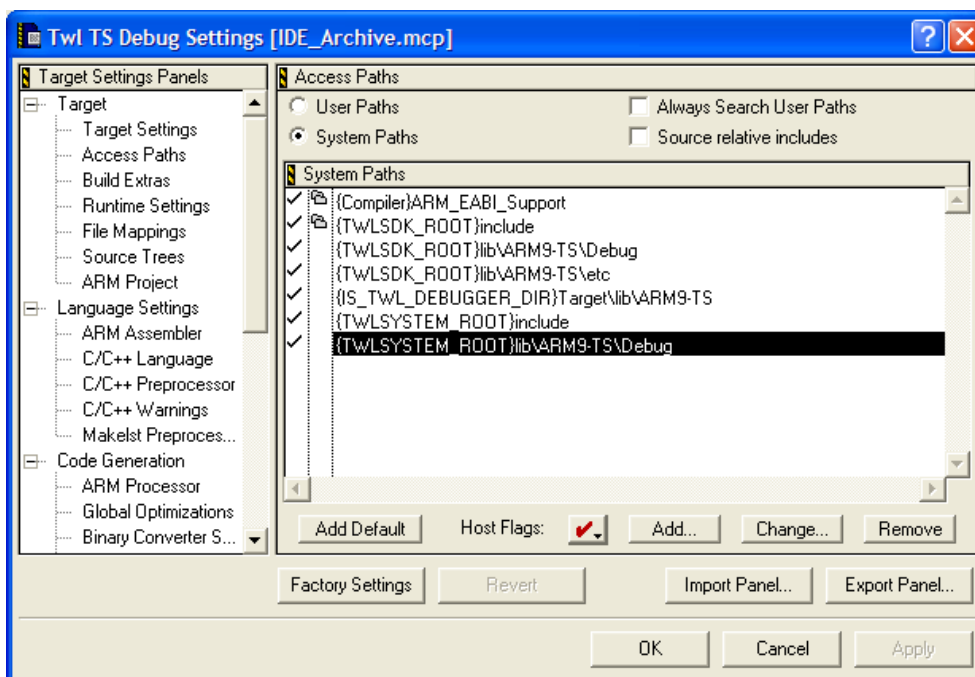 Twl TS Debug Settings [IDE_Archive.mcp]
Target Settings Panels
Target
Target Settings
Access Paths
Build Extras
Runtime Settings
File Mappings
Source Trees
ARM Project
Language Settings
ARM Assembler
C/C++ Language
C/C++ Preprocessor
C/C++ Warnings
Makelst Preproces...
Code Generation
ARM Processor
Global Optimizations
Binary Converter S...
Access Paths
User Paths
Always Search User Paths
System Paths
Source relative includes
System Paths
{Compiler}ARM_EABI_Support
{TWLSDK_ROOT}include
{TWLSDK_ROOT}lib\ARM9-TS\Debug
{TWLSDK_ROOT}lib\ARM9-TS\etc
{IS_TWL_DEBUGGER_DIR}Target\lib\ARM9-TS
{TWLSYSTEM_ROOT}include
{TWLSYSTEM_ROOT}lib\ARM9-TS\Debug
Add Default Host Flags: Add... Change... Remove
Factory Settings Revert Import Panel... Export Panel...
OK Cancel Apply